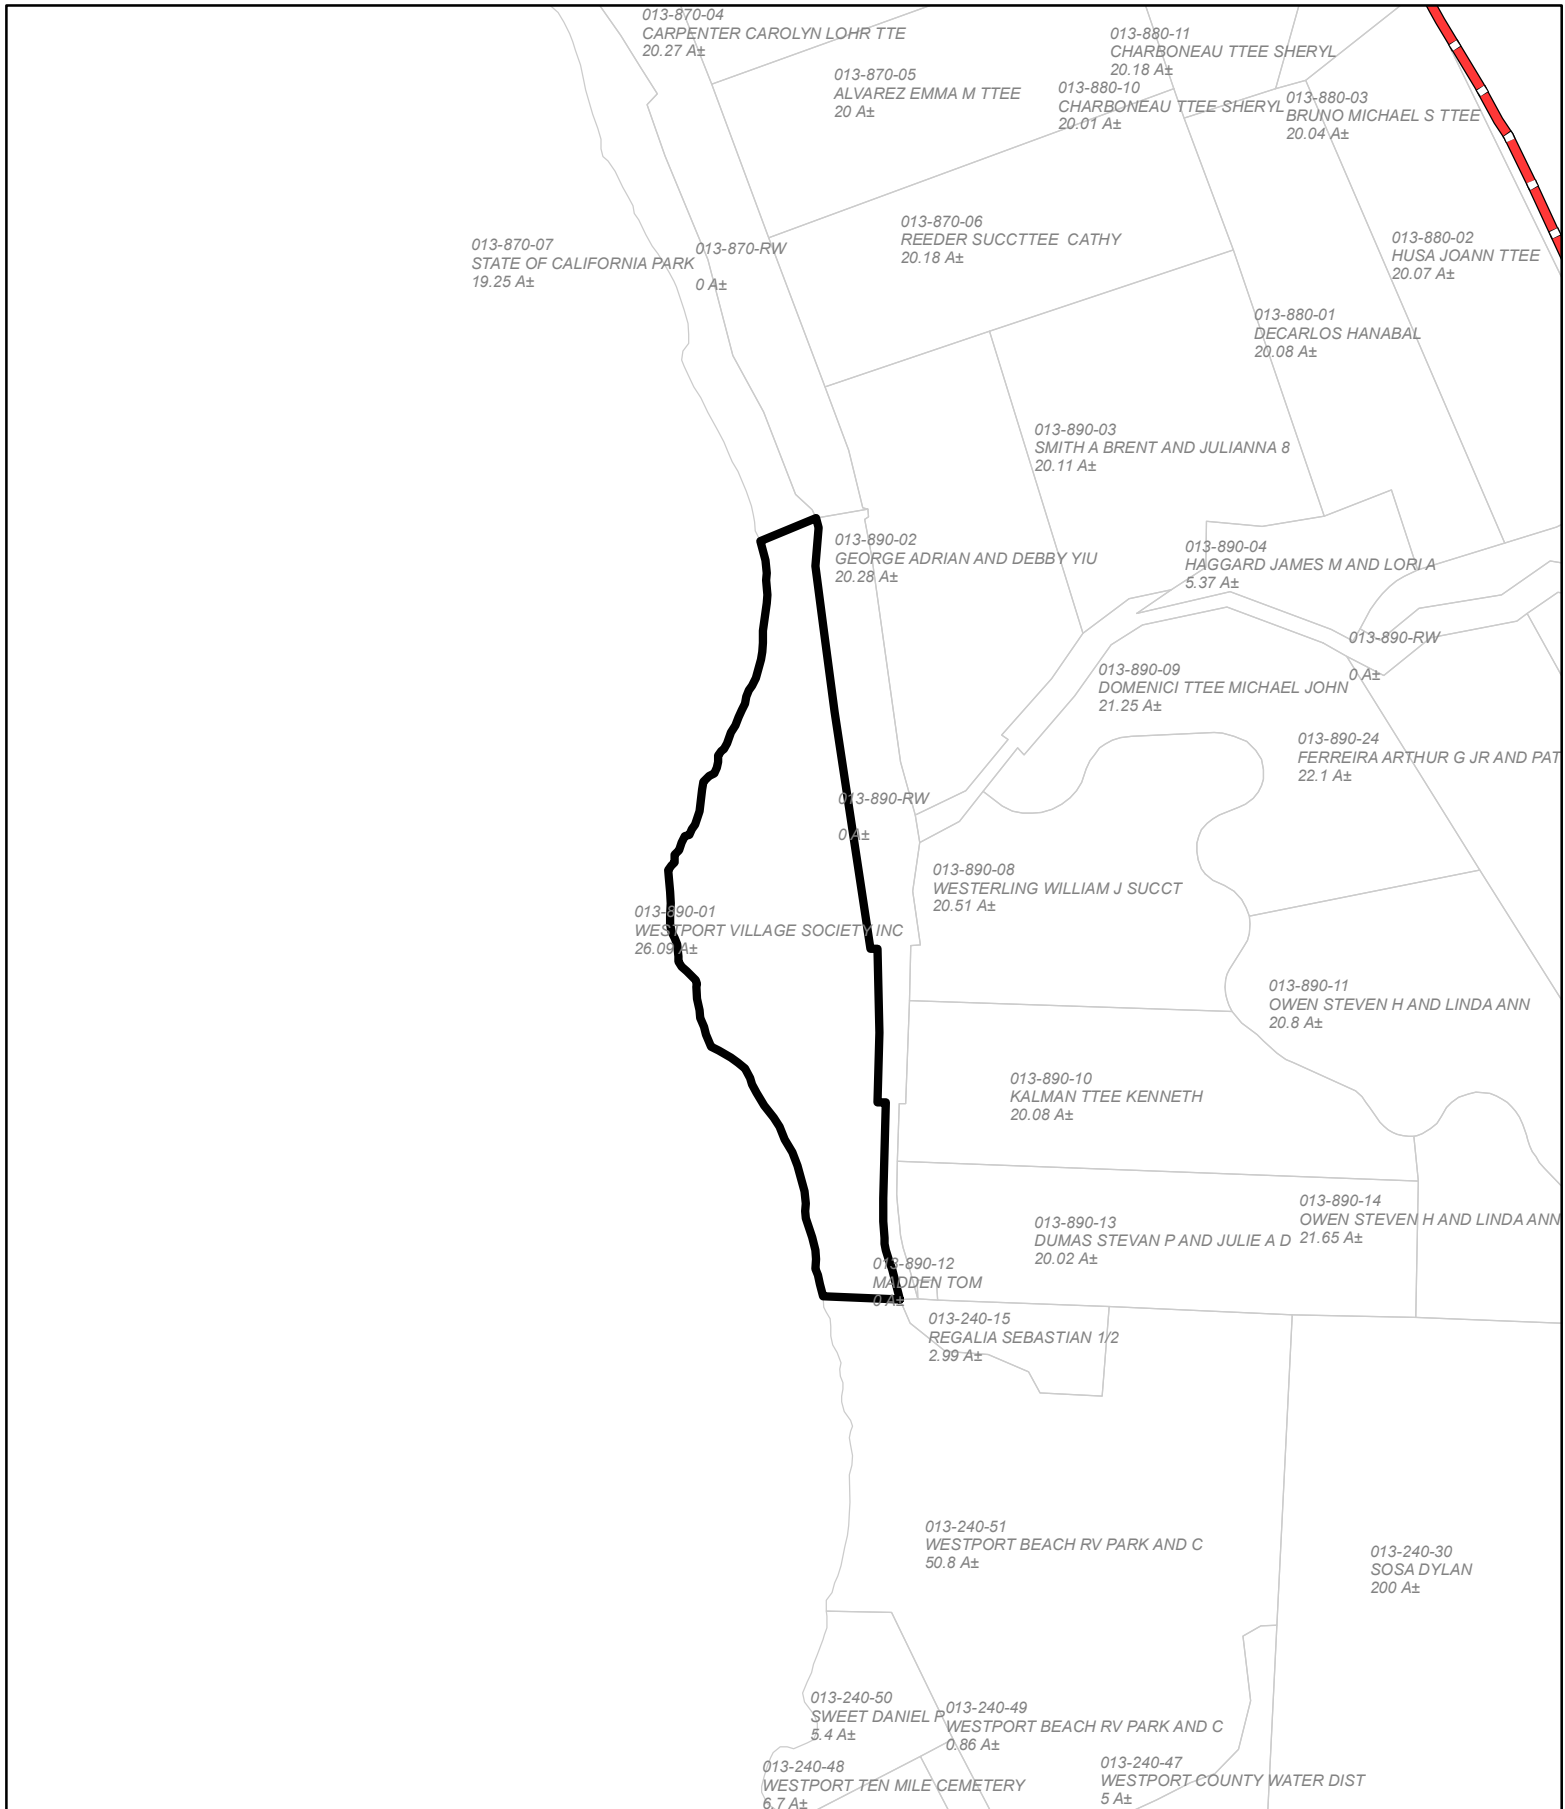 013-870-04
CARPENTER CAROLYN LOHR TTE
20.27 A±
013-880-11
CHARBONEAU TTEE SHERYL
20.18 A±
013-870-05
ALVAREZ EMMA M TTEE
20 A±
013-880-10
CHARBONEAU TTEE SHERYL
20.01 A±
013-880-03
BRUNO MICHAEL S TTEE
20.04 A±
013-870-06
REEDER SUCCTTEE  CATHY
20.18 A±
013-880-02
HUSA JOANN TTEE
20.07 A±
013-870-07
STATE OF CALIFORNIA PARK
19.25 A±
013-870-RW
0 A±
013-880-01
DECARLOS HANABAL
20.08 A±
013-890-03
SMITH A BRENT AND JULIANNA 8
20.11 A±
013-890-02
GEORGE ADRIAN AND DEBBY YIU
20.28 A±
013-890-04
HAGGARD JAMES M AND LORI A
5.37 A±
013-890-RW
0 A±
013-890-09
DOMENICI TTEE MICHAEL JOHN
21.25 A±
013-890-24
FERREIRA ARTHUR G JR AND PAT
22.1 A±
013-890-RW
0 A±
013-890-08
WESTERLING WILLIAM J SUCCT
20.51 A±
013-890-01
WESTPORT VILLAGE SOCIETY INC
26.09 A±
013-890-11
OWEN STEVEN H AND LINDA ANN
20.8 A±
013-890-10
KALMAN TTEE KENNETH
20.08 A±
013-890-14
OWEN STEVEN H AND LINDA ANN
21.65 A±
013-890-13
DUMAS STEVAN P AND JULIE A D
20.02 A±
013-890-12
MADDEN TOM
0 A±
013-240-15
REGALIA SEBASTIAN 1/2
2.99 A±
013-240-51
WESTPORT BEACH RV PARK AND C
50.8 A±
013-240-30
SOSA DYLAN
200 A±
013-240-50
SWEET DANIEL P
5.4 A±
013-240-49
WESTPORT BEACH RV PARK AND C
0.86 A±
013-240-48
WESTPORT TEN MILE CEMETERY
6.7 A±
013-240-47
WESTPORT COUNTY WATER DIST
5 A±